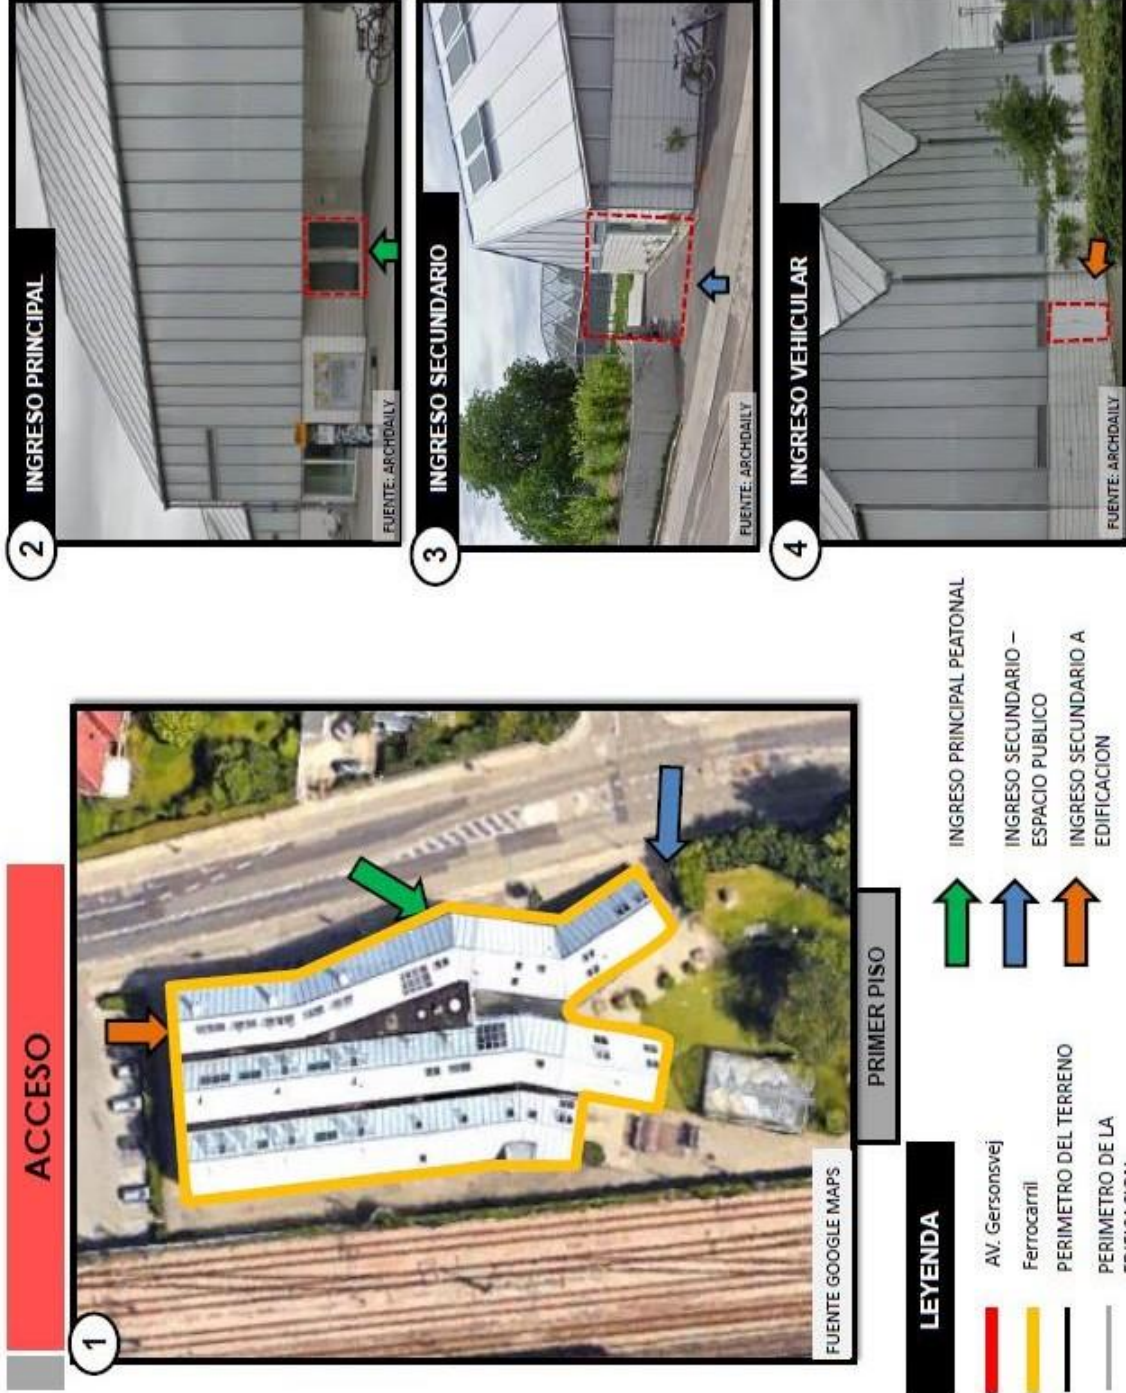 ACCESO
1
FUENTE GOOGLE MAPS
PRIMER PISO
2
INGRESO PRINCIPAL
FUENTE: ARCHDAILY
3
INGRESO SECUNDARIO
FUENTE: ARCHDAILY
4
INGRESO VEHICULAR
FUENTE: ARCHDAILY
LEYENDA
AV. Gersonsvej
Ferrocarril
PERIMETRO DEL TERRENO
PERIMETRO DE LA
INGRESO PRINCIPAL PEATONAL
INGRESO SECUNDARIO –
ESPACIO PUBLICO
INGRESO SECUNDARIO A
EDIFICACION